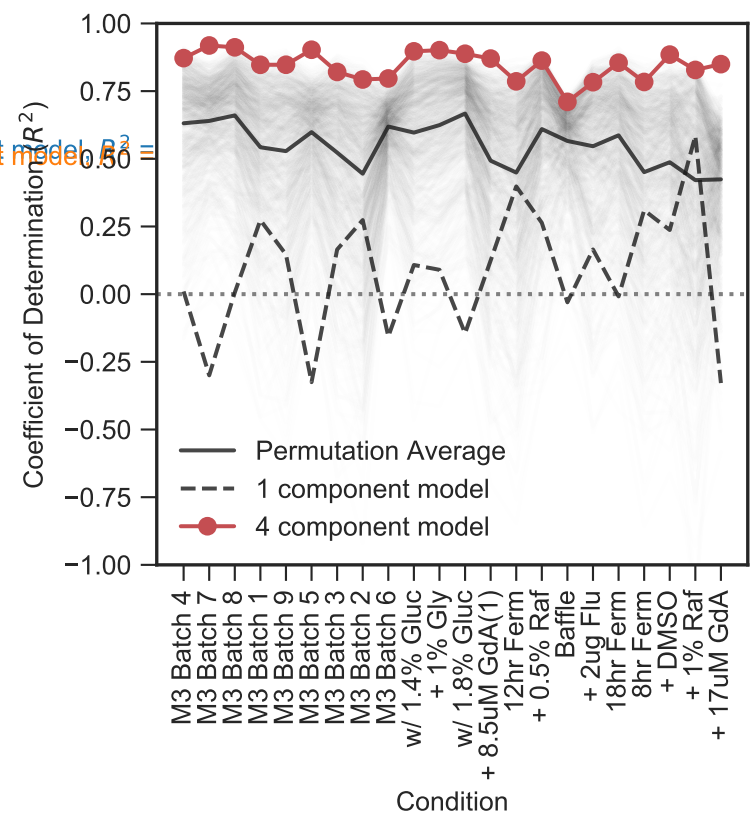 1.00
0.75
0.50
0.25
0.00
−0.25
−0.50
−0.75
−1.00
Coefficient of Determination (R²)
t model, R² =
t model, =
Permutation Average
1 component model
4 component model
M3 Batch 4
M3 Batch 7
M3 Batch 8
M3 Batch 1
M3 Batch 9
M3 Batch 5
M3 Batch 3
M3 Batch 2
M3 Batch 6
w/ 1.4% Gluc
+ 1% Gly
w/ 1.8% Gluc
+ 8.5uM GdA(1)
12hr Ferm
+ 0.5% Raf
Baffle
+ 2ug Flu
18hr Ferm
8hr Ferm
+ DMSO
+ 1% Raf
+ 17uM GdA
Condition